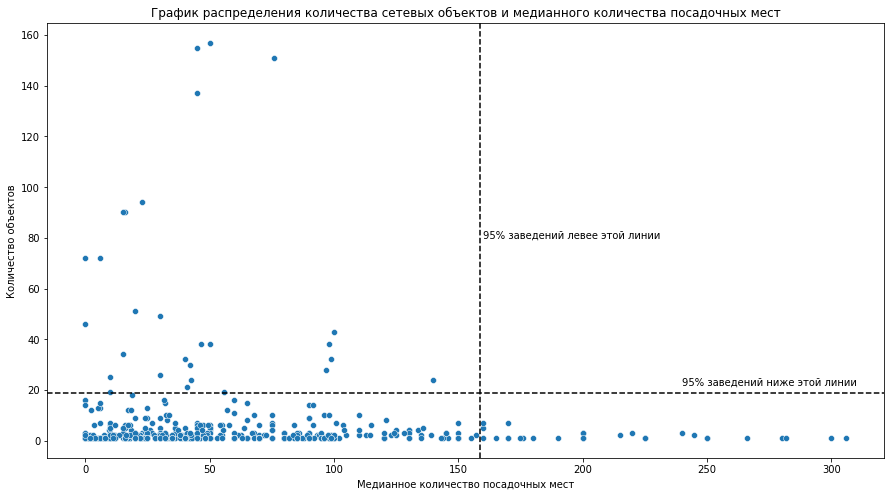 График распределения количества сетевых объектов и медианного количества посадочных мест
160
140
120
100
80
60
40
20
0
Количество объектов
95% заведений левее этой линии
95% заведений ниже этой линии
0 50 100 150 200 250 300
Медианное количество посадочных мест